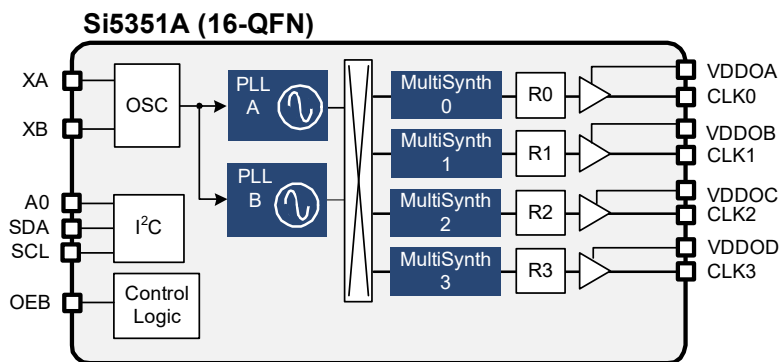 Si5351A (16-QFN)
XA
XB
OSC
PLL
A
PLL
B
MultiSynth
0
R0
VDDOA
CLK0
MultiSynth
1
R1
VDDOB
CLK1
MultiSynth
2
R2
VDDOC
CLK2
MultiSynth
3
R3
VDDOD
CLK3
A0
SDA
SCL
I²C
OEB
Control
Logic